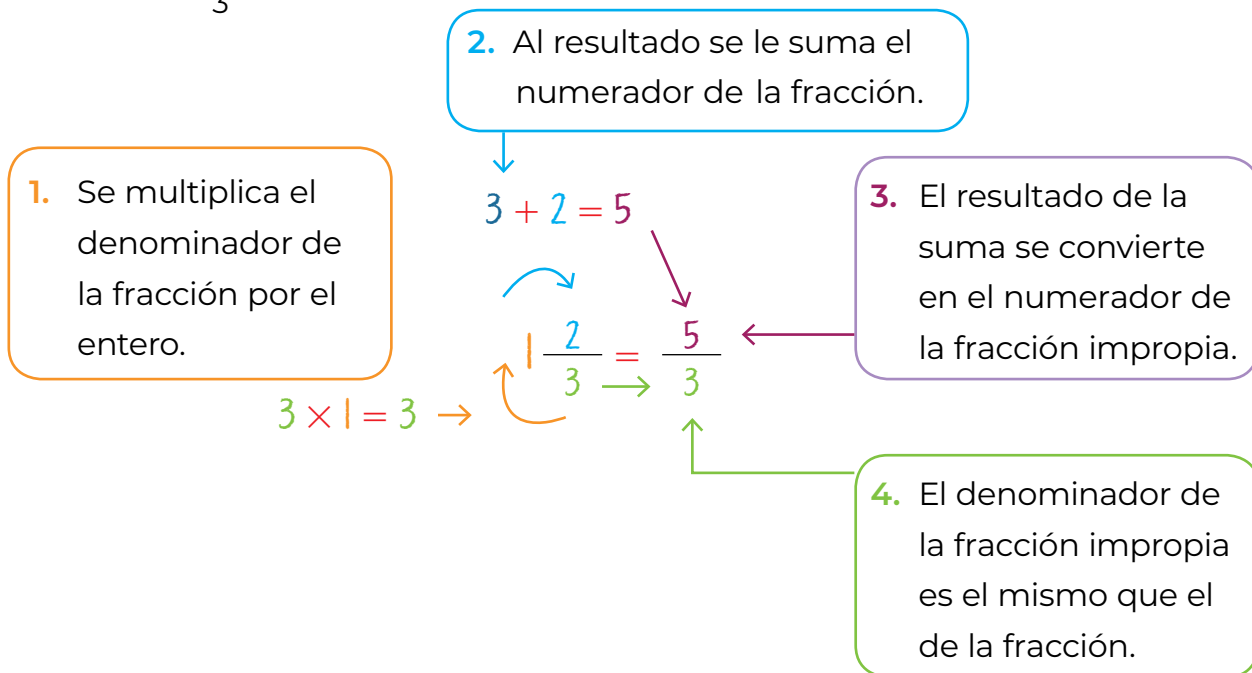 3
2. Al resultado se le suma el
numerador de la fracción.
1. Se multiplica el
denominador de
la fracción por el
entero.
3 + 2 = 5
3. El resultado de la
suma se convierte
en el numerador de
la fracción impropia.
1 2/3 = 5/3
3 × 1 = 3 →
4. El denominador de
la fracción impropia
es el mismo que el
de la fracción.